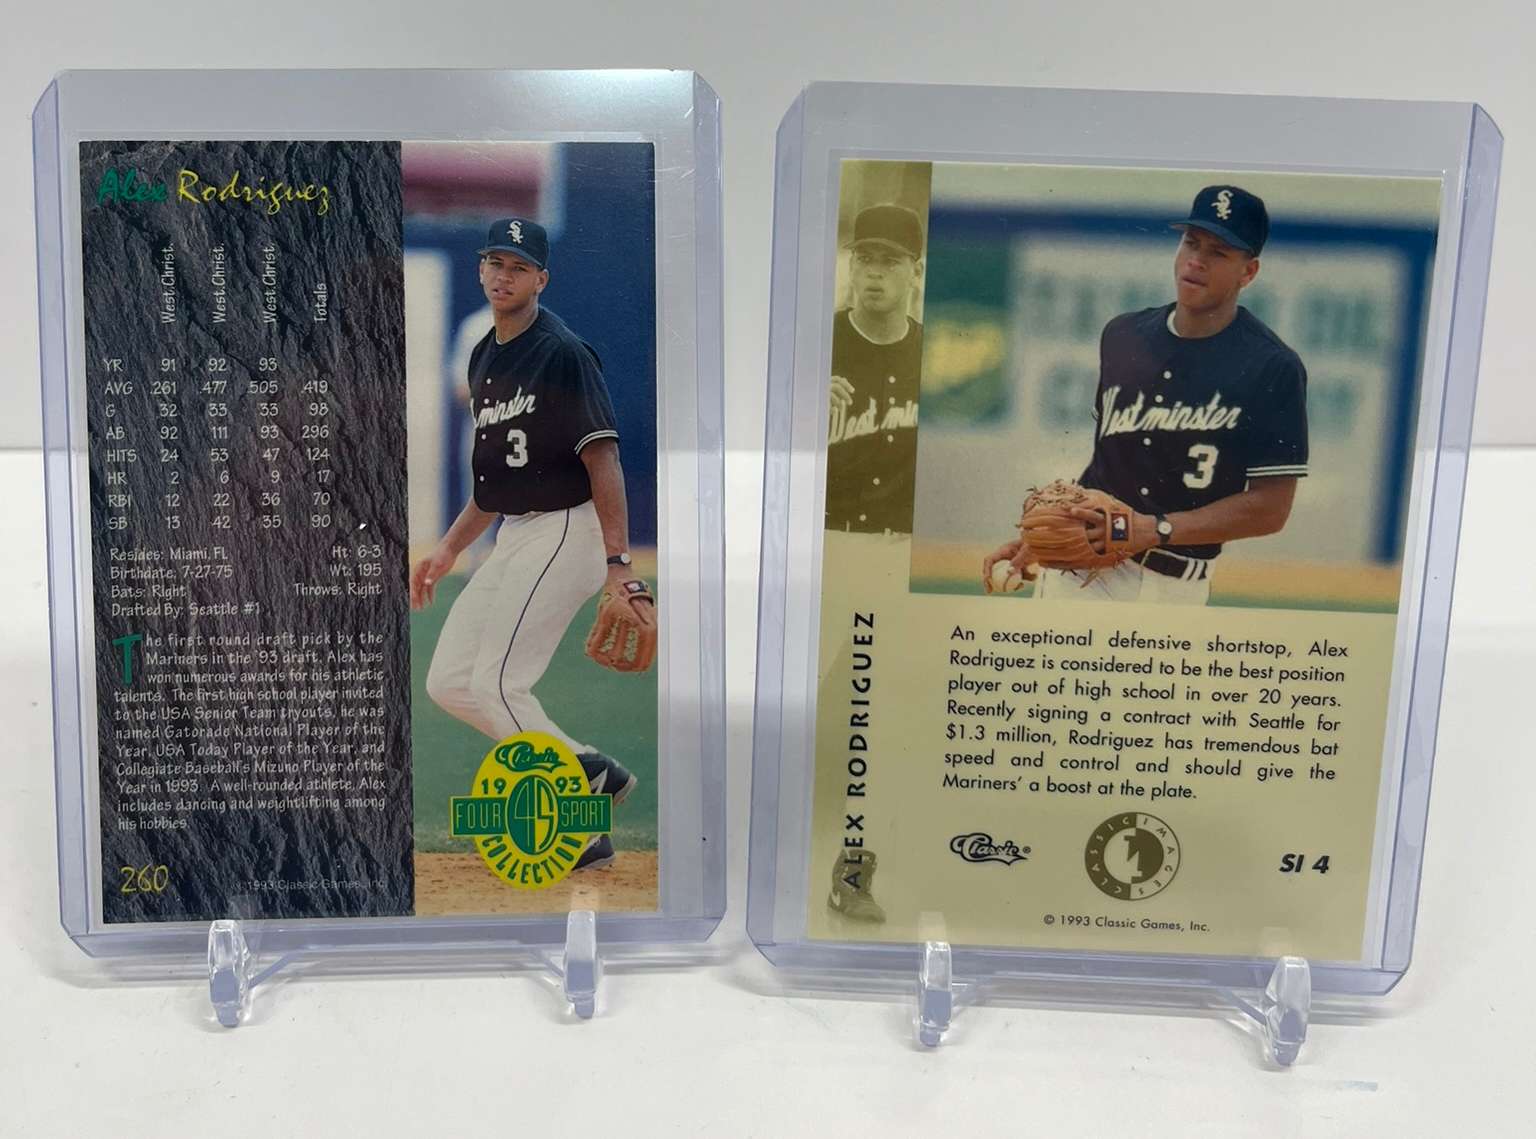 Alex Rodriguez
West.Christ. West.Christ. West.Christ. Totals
YR 91 92 93
AVG .261 .477 .505 .419
G 32 33 33 98
AB 92 111 93 296
HITS 24 53 47 124
HR 2 6 9 17
RBI 12 22 36 70
SB 13 42 35 90
Resides: Miami, FL Ht: 6-3
Birthdate: 7-27-75 Wt: 195
Bats: Right Throws: Right
Drafted By: Seattle #1
The first round draft pick by the
Mariners in the '93 draft, Alex has
won numerous awards for his athletic
talents. The first high school player invited
to the USA Senior Team tryouts, he was
named Gatorade National Player of the
Year, USA Today Player of the Year, and
Collegiate Baseball's Mizuno Player of the
Year in 1993. A well-rounded athlete, Alex
includes dancing and weightlifting among
his hobbies.
260
© 1993 Classic Games, Inc.
minster
3
Classic
1993
FOUR 4S SPORT
COLLECTION
West min
ALEX RODRIGUEZ
Westminster
3
An exceptional defensive shortstop, Alex
Rodriguez is considered to be the best position
player out of high school in over 20 years.
Recently signing a contract with Seattle for
$1.3 million, Rodriguez has tremendous bat
speed and control and should give the
Mariners' a boost at the plate.
Classic®
CLASSIC IMAGES CLASSIC IMAGES
SI 4
© 1993 Classic Games, Inc.